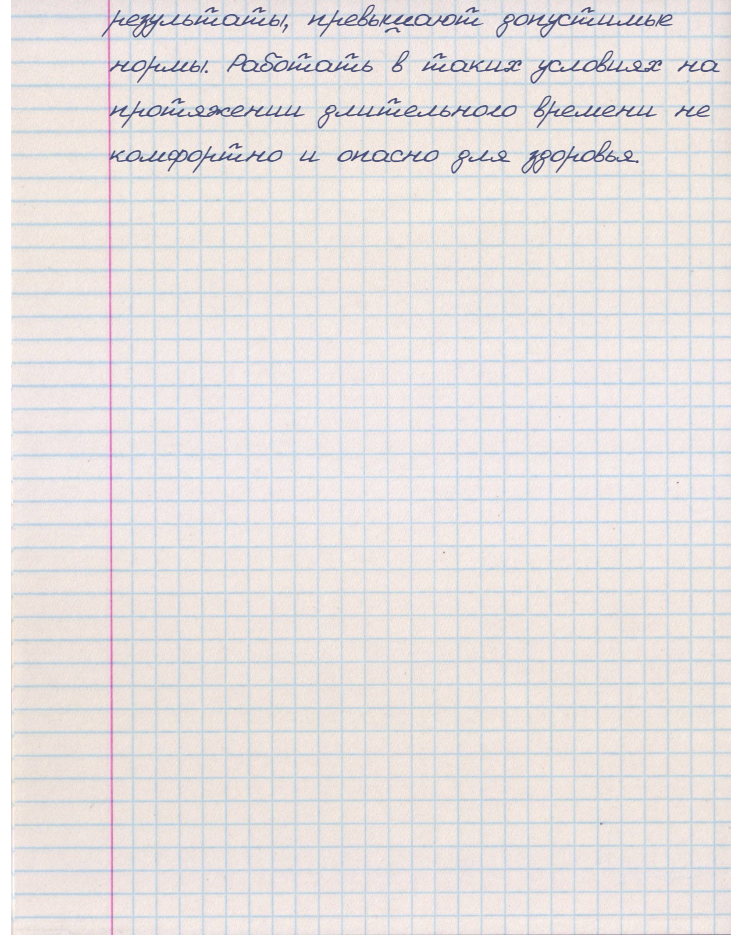 результаты, превышают допустимые
нормы. Работать в таких условиях на
протяжении длительного времени не
комфортно и опасно для здоровья.